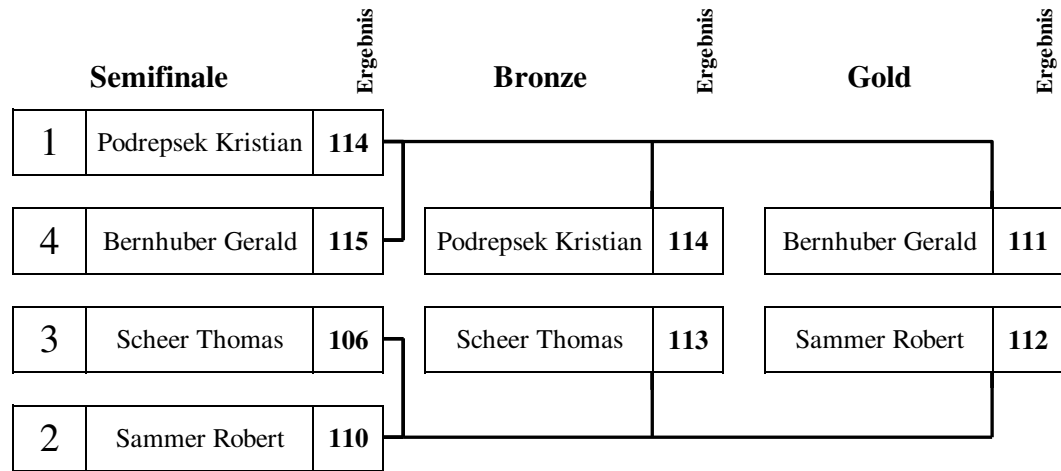 Semifinale Ergebnis Bronze Ergebnis Gold Ergebnis
1 Podrepsek Kristian 114
4 Bernhuber Gerald 115 Podrepsek Kristian 114 Bernhuber Gerald 111
3 Scheer Thomas 106 Scheer Thomas 113 Sammer Robert 112
2 Sammer Robert 110